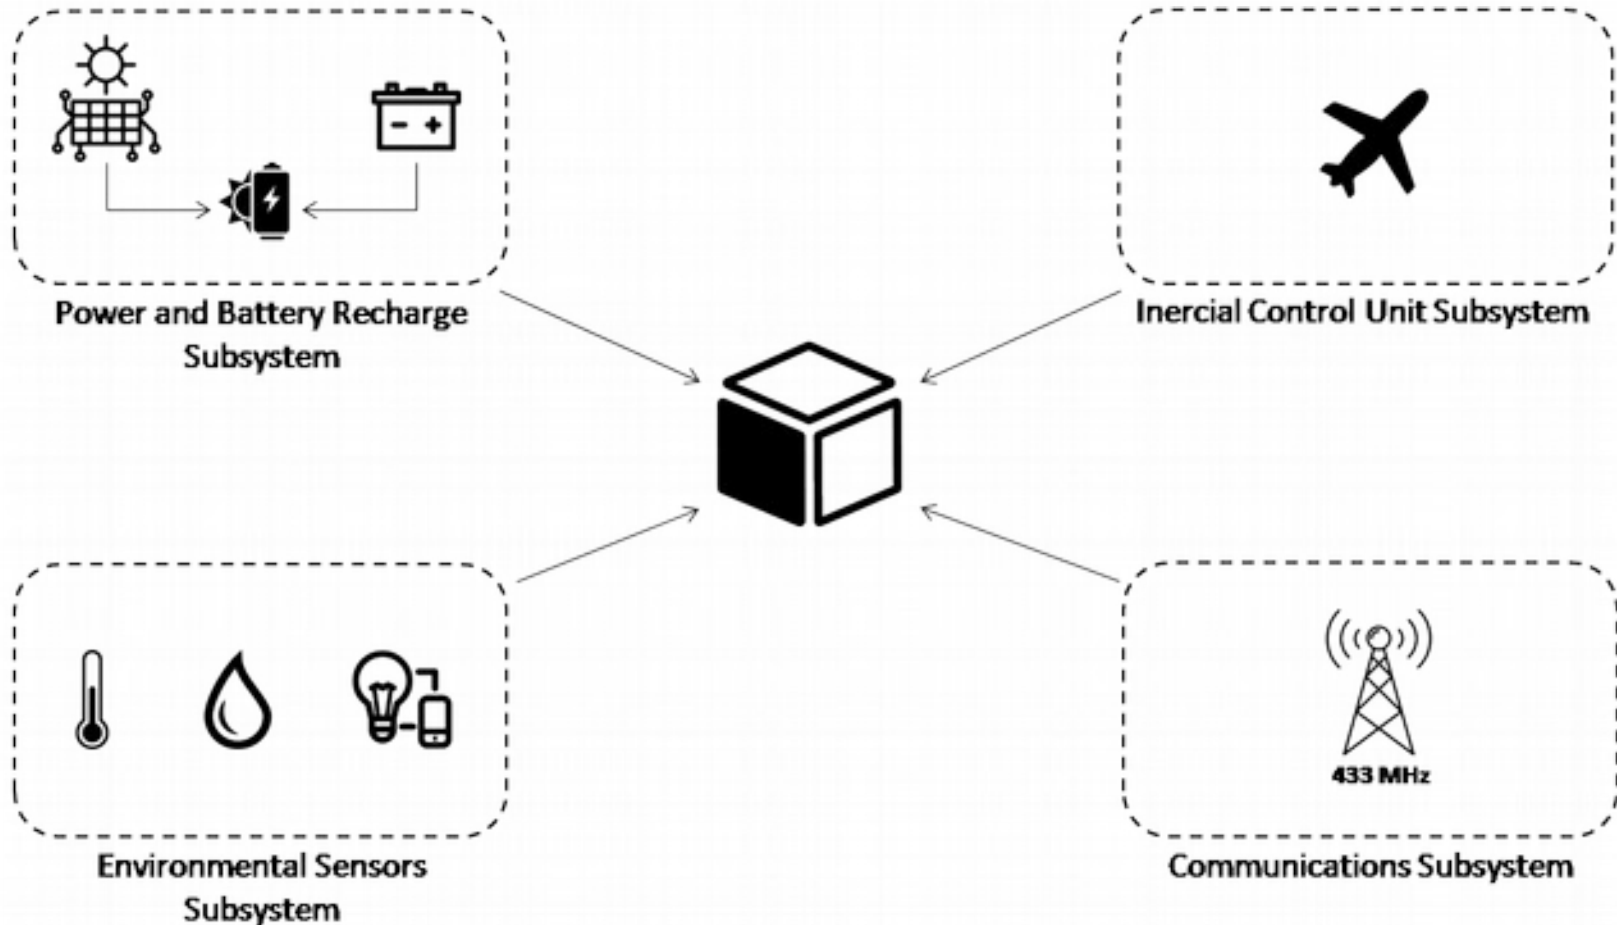 Power and Battery Recharge
Subsystem
Inercial Control Unit Subsystem
433 MHz
Environmental Sensors
Subsystem
Communications Subsystem